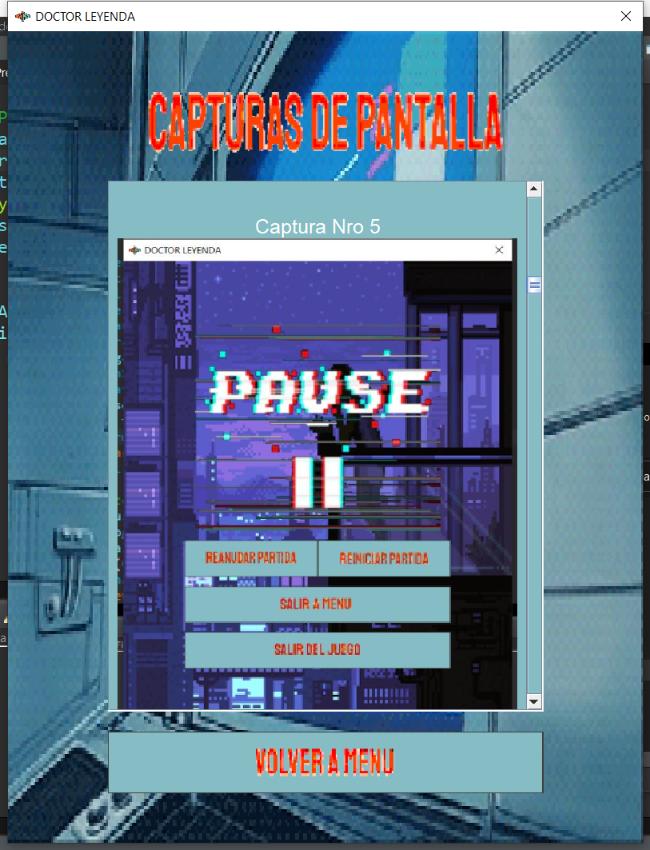 DOCTOR LEYENDA
CAPTURAS DE PANTALLA
Captura Nro 5
DOCTOR LEYENDA
PAUSE
REANUDAR PARTIDA
REINICIAR PARTIDA
SALIR A MENU
SALIR DEL JUEGO
VOLVER A MENU